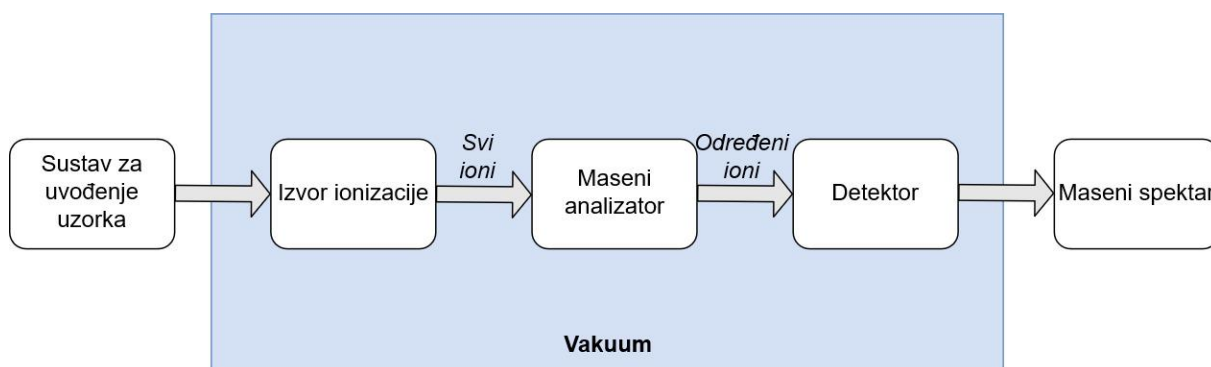 Sustav za
uvođenje
uzorka
Izvor ionizacije
Svi
ioni
Maseni
analizator
Određeni
ioni
Detektor
Maseni spektar
Vakuum